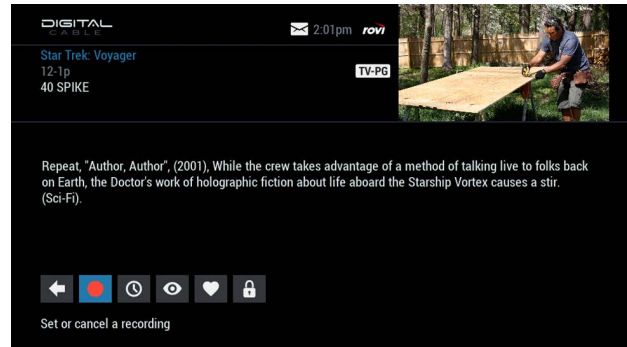 DIGITAL
CABLE
2:01pm rovi
Star Trek: Voyager
12-1p
TV-PG
40 SPIKE
Repeat, "Author, Author", (2001), While the crew takes advantage of a method of talking live to folks back
on Earth, the Doctor's work of holographic fiction about life aboard the Starship Vortex causes a stir.
(Sci-Fi).
Set or cancel a recording